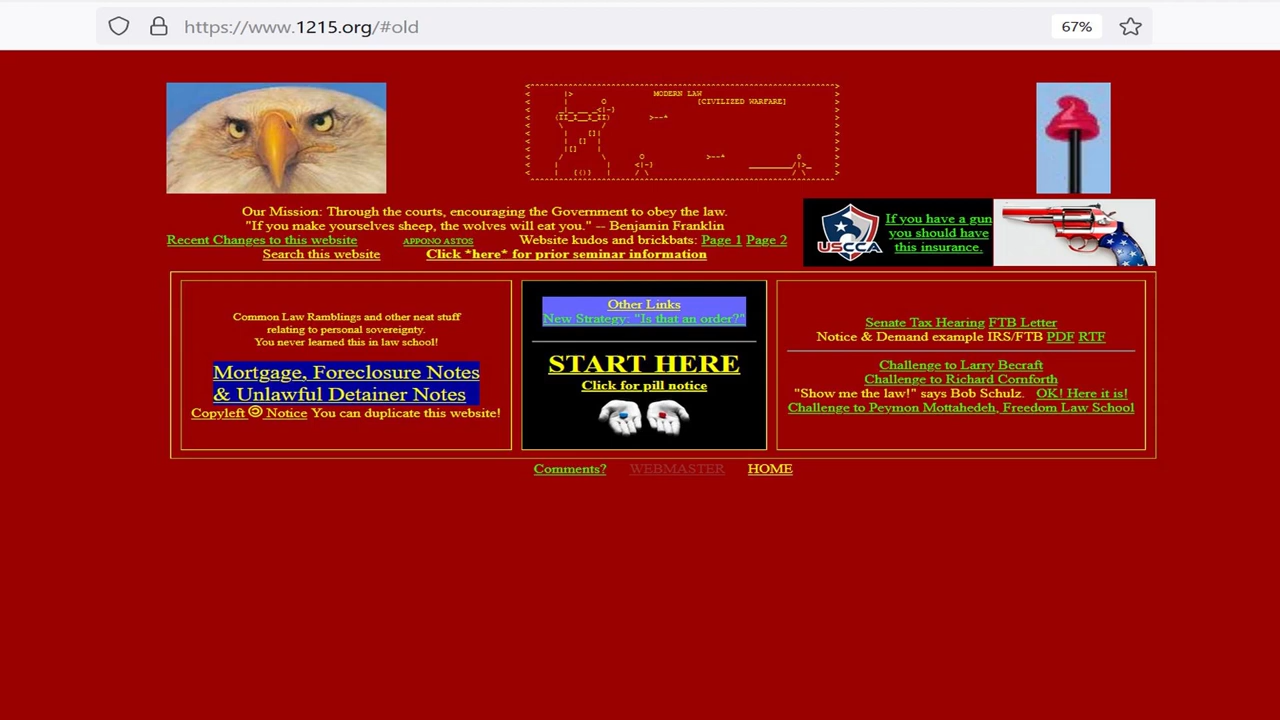 https://www.1215.org/#old
67%
MODERN LAW
[CIVILIZED WARFARE]
Our Mission: Through the courts, encouraging the Government to obey the law.
"If you make yourselves sheep, the wolves will eat you." -- Benjamin Franklin
Recent Changes to this website APPONO ASTOS Website kudos and brickbats: Page 1 Page 2
Search this website Click *here* for prior seminar information
USCCA
If you have a gun
you should have
this insurance.
Common Law Ramblings and other neat stuff
relating to personal sovereignty.
You never learned this in law school!
Mortgage, Foreclosure Notes
& Unlawful Detainer Notes
Copyleft Notice You can duplicate this website!
Other Links
New Strategy: "Is that an order?"
START HERE
Click for pill notice
Senate Tax Hearing FTB Letter
Notice & Demand example IRS/FTB PDF RTF
Challenge to Larry Becraft
Challenge to Richard Cornforth
"Show me the law!" says Bob Schulz. OK! Here it is!
Challenge to Peymon Mottahedeh, Freedom Law School
Comments? WEBMASTER HOME